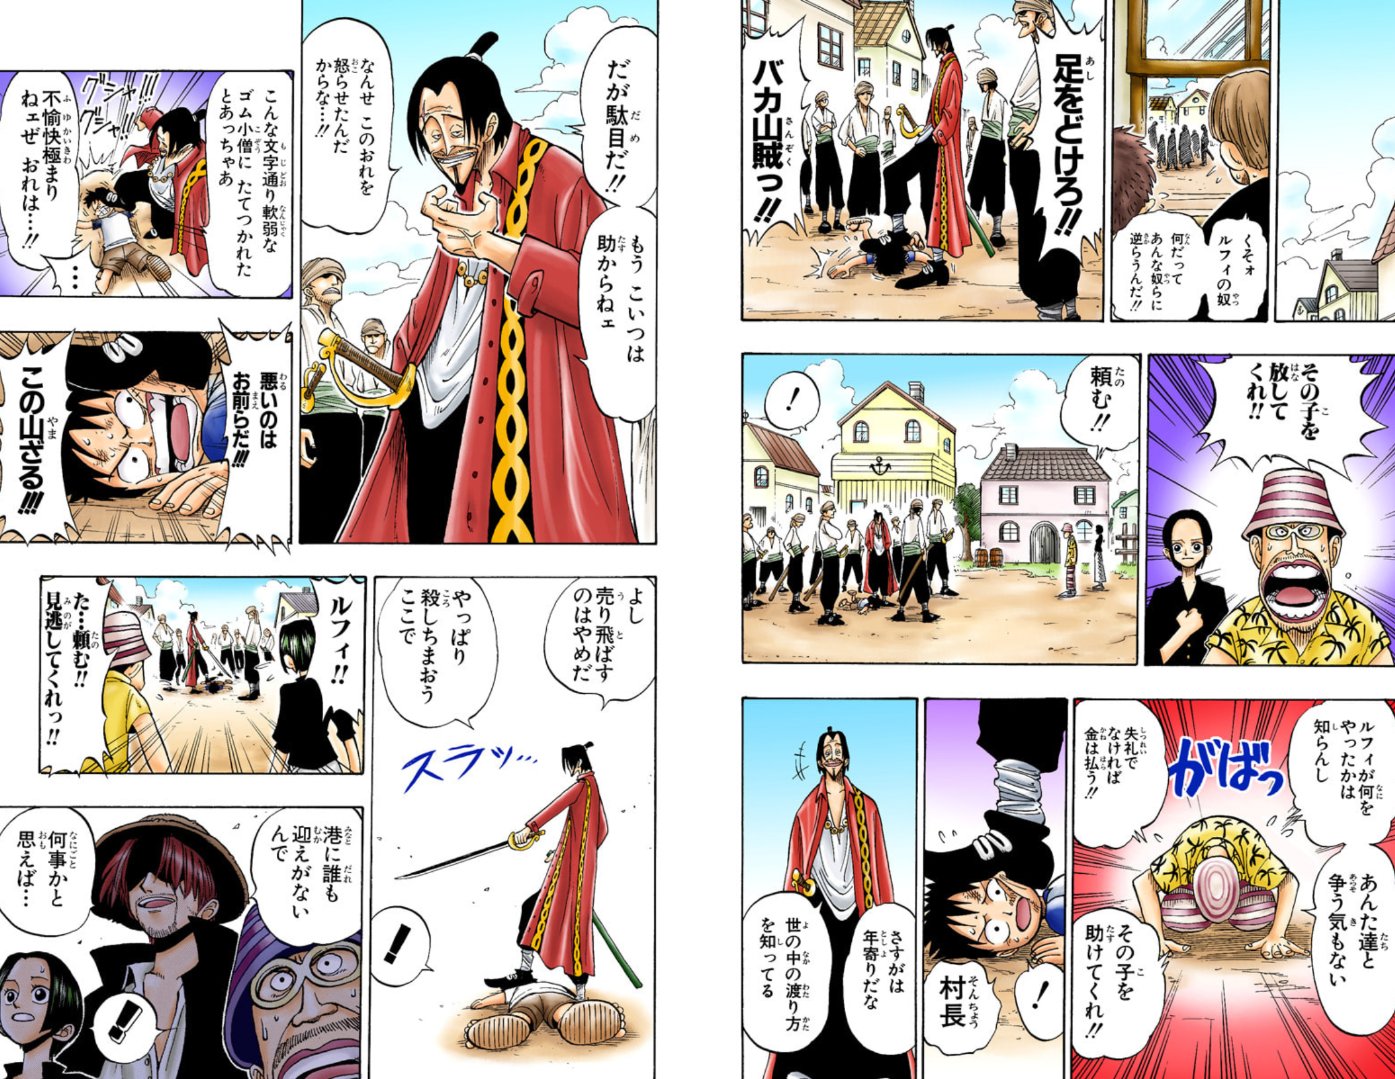 くそォ
ルフィの奴
何だって
あんな奴らに
逆らうんだ!!
足をどけろ!!
バカ山賊っ!!
その子を
放して
くれ!!
頼む!!
!
ルフィが何を
やったかは
知らんし
あんた達と
争う気もない
がばっ
失礼で
なければ
金は払う!!
その子を
助けてくれ!!
!
村長
さすがは
年寄りだな
世の中の渡り方
を知ってる
だが駄目だ!!
もう こいつは
助からねェ
なんせ このおれを
怒らせたんだ
からな…!!
こんな文字通り軟弱な
ゴム小僧に たてつかれた
とあっちゃあ
グシャ!!!
グシャ!!
不愉快極まり
ねェぜ おれは…!!
…
悪いのは
お前らだ!!!
この山ざる!!!
よし
売り飛ばす
のはやめだ
やっぱり
殺しちまおう
ここで
スラッ…
!
ルフィ!!
た…頼む!!
見逃してくれっ!!
港に誰も
迎えがない
んで
何事かと
思えば…
!